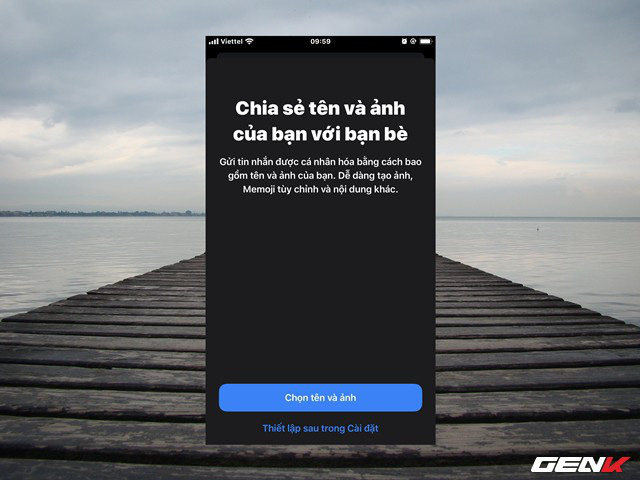 Viettel 09:59
Chia sẻ tên và ảnh
của bạn với bạn bè
Gửi tin nhắn được cá nhân hóa bằng cách bao
gồm tên và ảnh của bạn. Dễ dàng tạo ảnh,
Memoji tùy chỉnh và nội dung khác.
Chọn tên và ảnh
Thiết lập sau trong Cài đặt
GENK